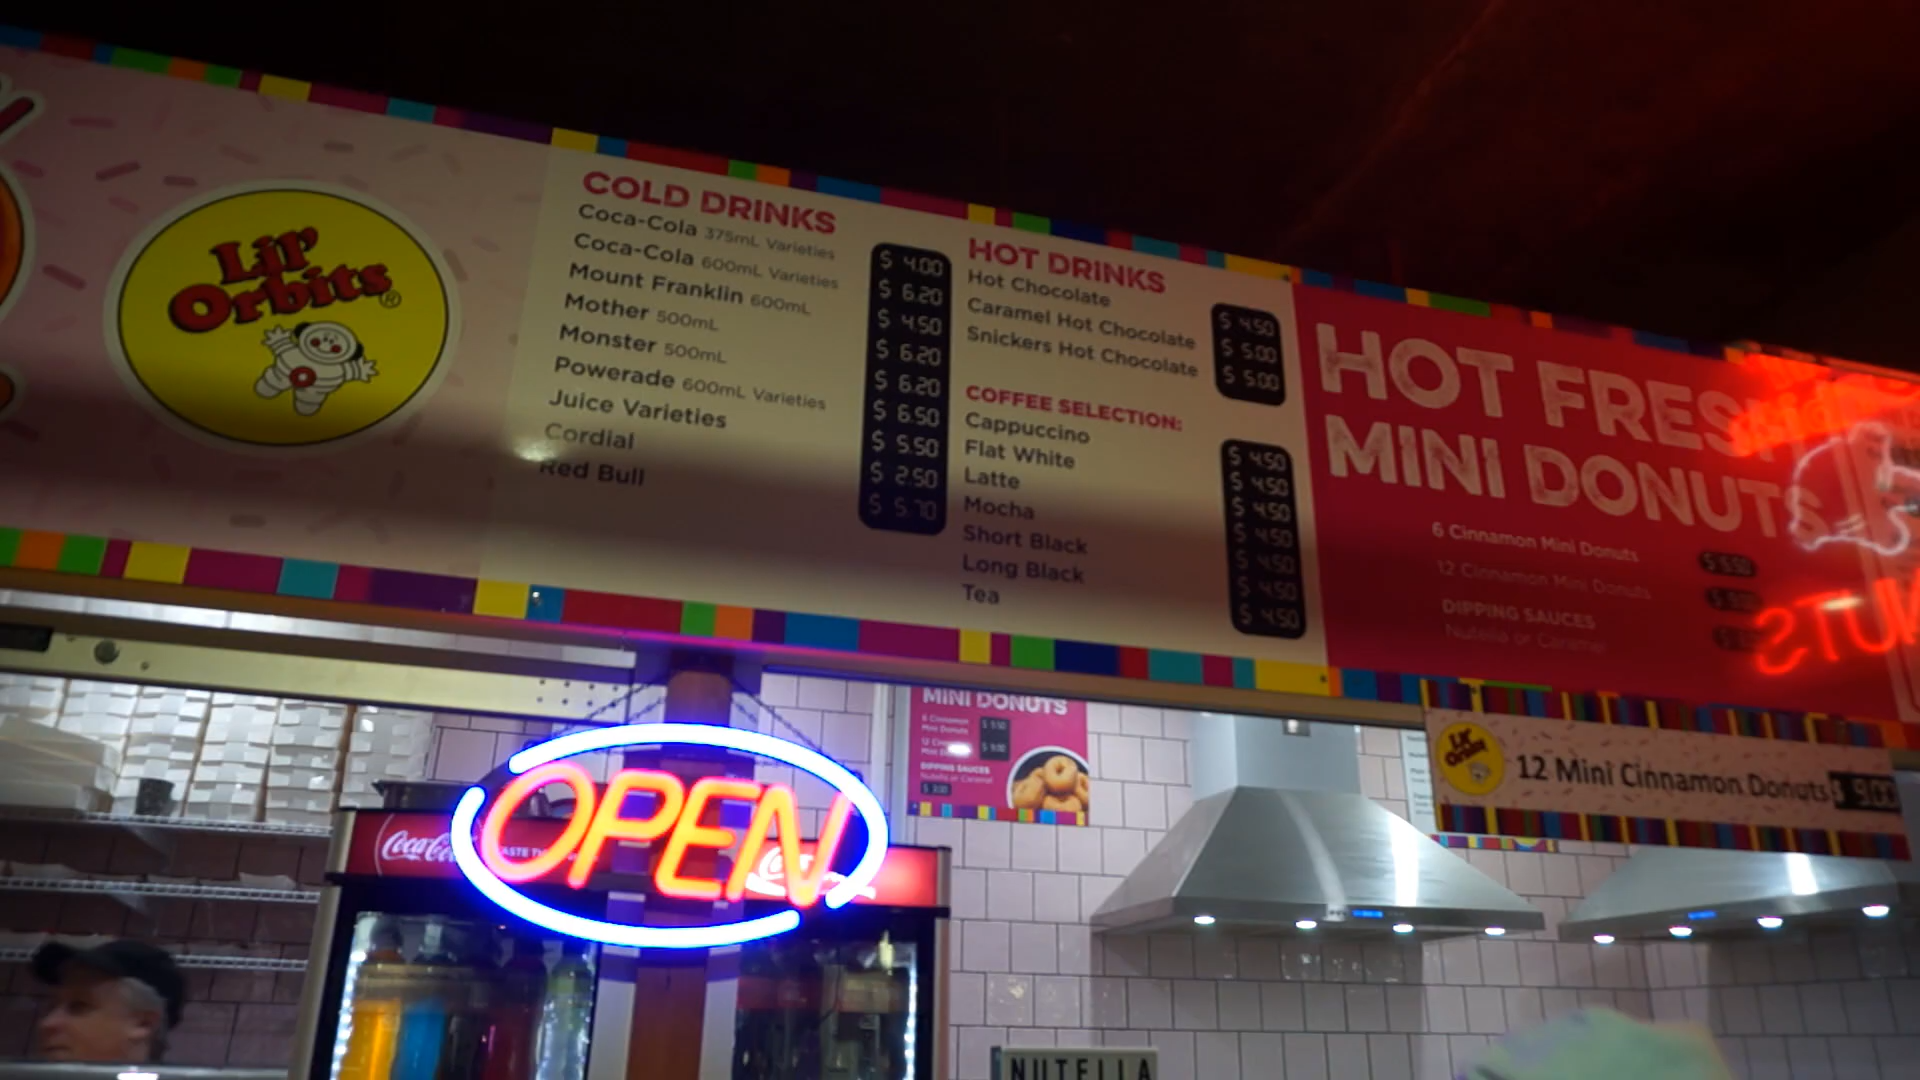 Lil'
Orbits®
COLD DRINKS
Coca-Cola 375mL Varieties $ 4.00
Coca-Cola 600mL Varieties $ 6.20
Mount Franklin 600mL $ 4.50
Mother 500mL $ 6.20
Monster 500mL $ 6.20
Powerade 600mL Varieties $ 6.50
Juice Varieties $ 5.50
Cordial $ 2.50
Red Bull $ 5.70
HOT DRINKS
Hot Chocolate $ 4.50
Caramel Hot Chocolate $ 5.00
Snickers Hot Chocolate $ 5.00
COFFEE SELECTION:
Cappuccino $ 4.50
Flat White $ 4.50
Latte $ 4.50
Mocha $ 4.50
Short Black $ 4.50
Long Black $ 4.50
Tea $ 4.50
HOT FRESH
MINI DONUTS
6 Cinnamon Mini Donuts
12 Cinnamon Mini Donuts
DIPPING SAUCES
Nutella or Caramel
Lil'
Orbits
12 Mini Cinnamon Donuts $ 9.00
MINI DONUTS
6 Cinnamon
Mini Donuts
DIPPING SAUCES
Nutella or Caramel
OPEN
Coca-Cola
NUTELLA